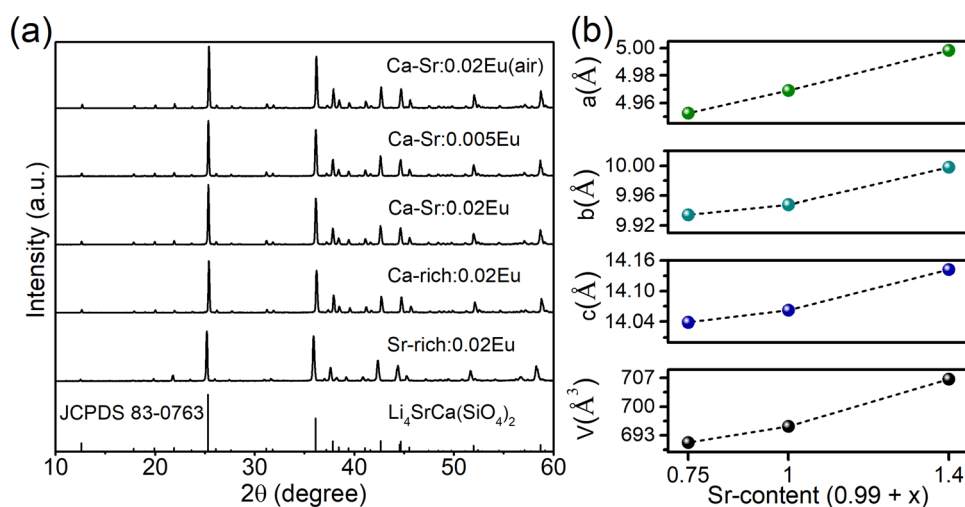 (a)
Intensity (a.u.)
Ca-Sr:0.02Eu(air)
Ca-Sr:0.005Eu
Ca-Sr:0.02Eu
Ca-rich:0.02Eu
Sr-rich:0.02Eu
JCPDS 83-0763
Li₄SrCa(SiO₄)₂
10 20 30 40 50 60
2θ (degree)
(b)
a(Å)
5.00
4.98
4.96
b(Å)
10.00
9.96
9.92
c(Å)
14.16
14.10
14.04
V(Å³)
707
700
693
0.75 1 1.4
Sr-content (0.99 + x)